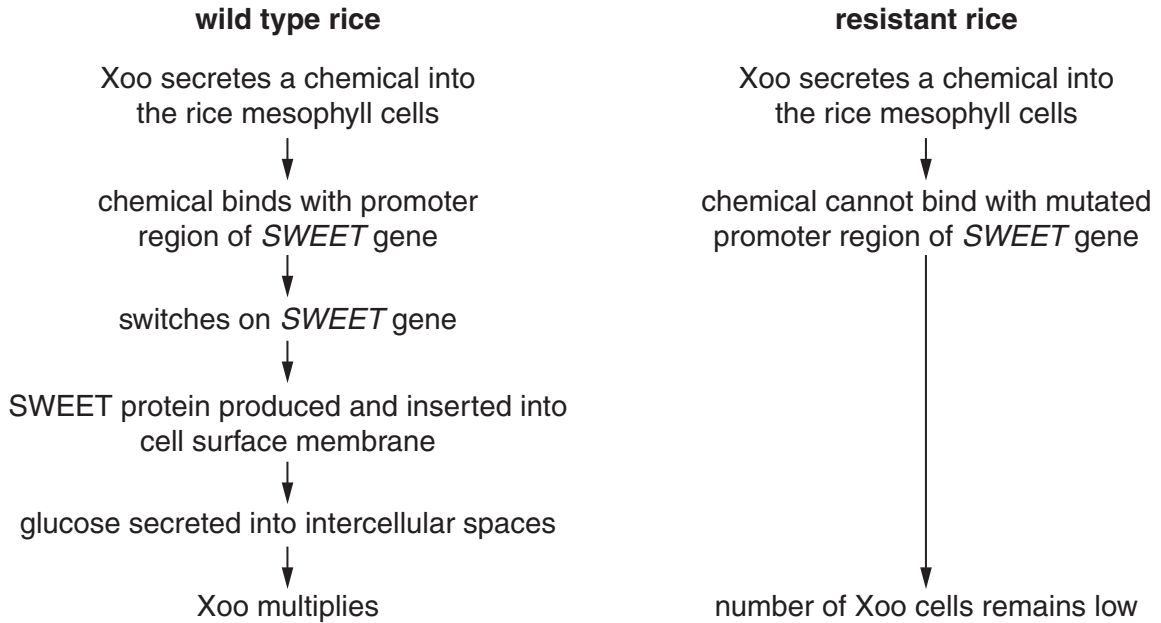 wild type rice
Xoo secretes a chemical into
the rice mesophyll cells
chemical binds with promoter
region of SWEET gene
switches on SWEET gene
SWEET protein produced and inserted into
cell surface membrane
glucose secreted into intercellular spaces
Xoo multiplies
resistant rice
Xoo secretes a chemical into
the rice mesophyll cells
chemical cannot bind with mutated
promoter region of SWEET gene
number of Xoo cells remains low